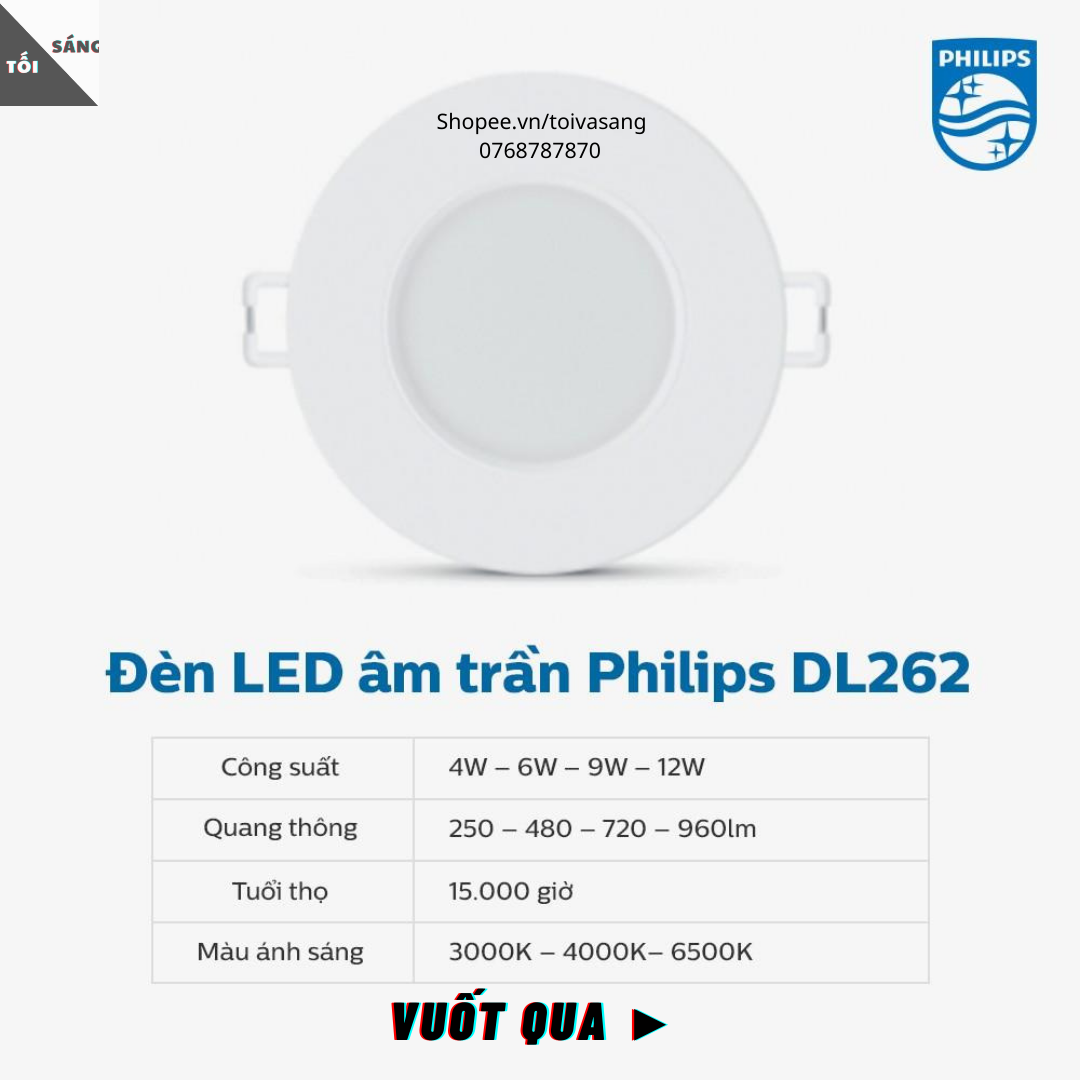 SÁNG
TỐI
PHILIPS
Shopee.vn/toivasang
0768787870
Đèn LED âm trần Philips DL262
Công suất 4W – 6W – 9W – 12W
Quang thông 250 – 480 – 720 – 960lm
Tuổi thọ 15.000 giờ
Màu ánh sáng 3000K – 4000K– 6500K
VUỐT QUA ►